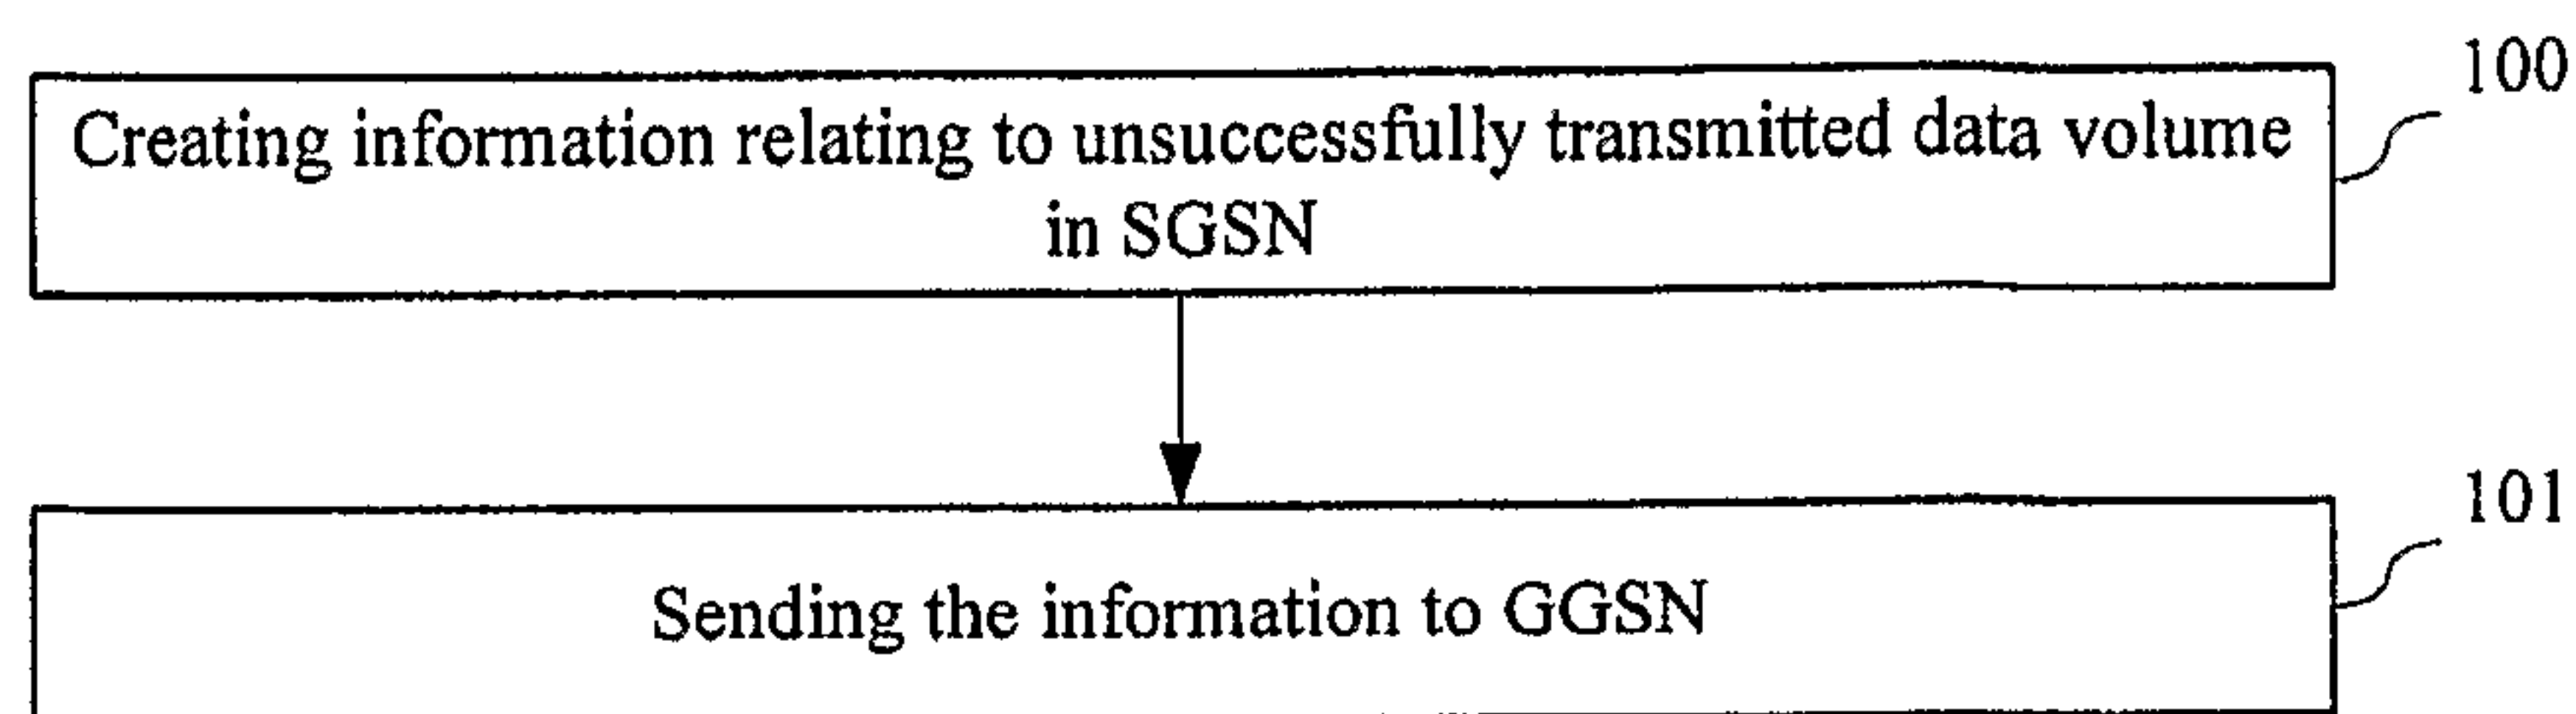 100
Creating information relating to unsuccessfully transmitted data volume
in SGSN
101
Sending the information to GGSN